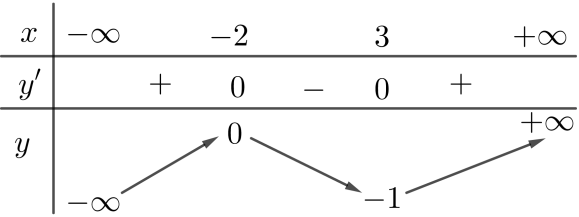 x −∞ −2 3 +∞
y′ + 0 − 0 +
+∞
0
y
−∞ −1